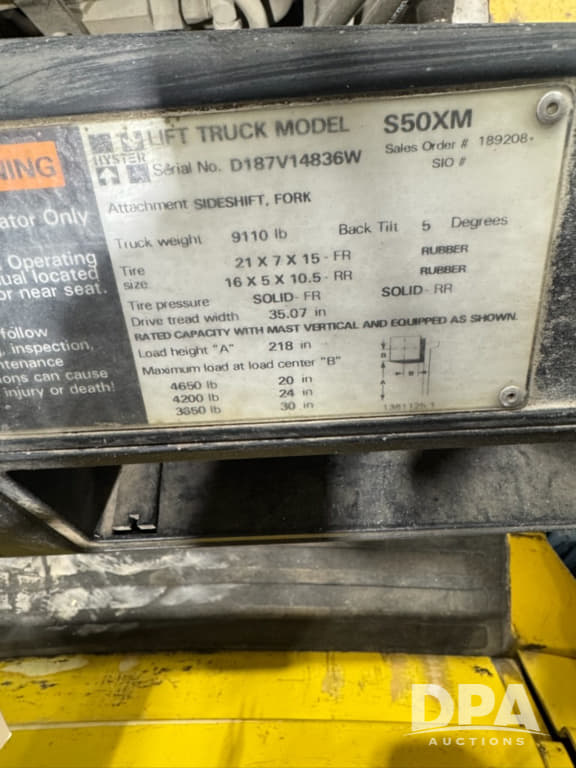 NING
ator Only
Operating
ual located
or near seat.
follow
, inspection,
ntenance
ions can cause
injury or death!
HYSTER
LIFT TRUCK MODEL S50XM
Serial No. D187V14836W Sales Order # 189208-
SIO #
Attachment SIDESHIFT, FORK
Truck weight 9110 lb Back Tilt 5 Degrees
Tire size 21 X 7 X 15 - FR RUBBER
16 X 5 X 10.5 - RR RUBBER
Tire pressure SOLID- FR SOLID- RR
Drive tread width 35.07 in
RATED CAPACITY WITH MAST VERTICAL AND EQUIPPED AS SHOWN.
Load height "A" 218 in
Maximum load at load center "B"
4650 lb 20 in
4200 lb 24 in
3850 lb 30 in
B
B
A
DPA
AUCTIONS